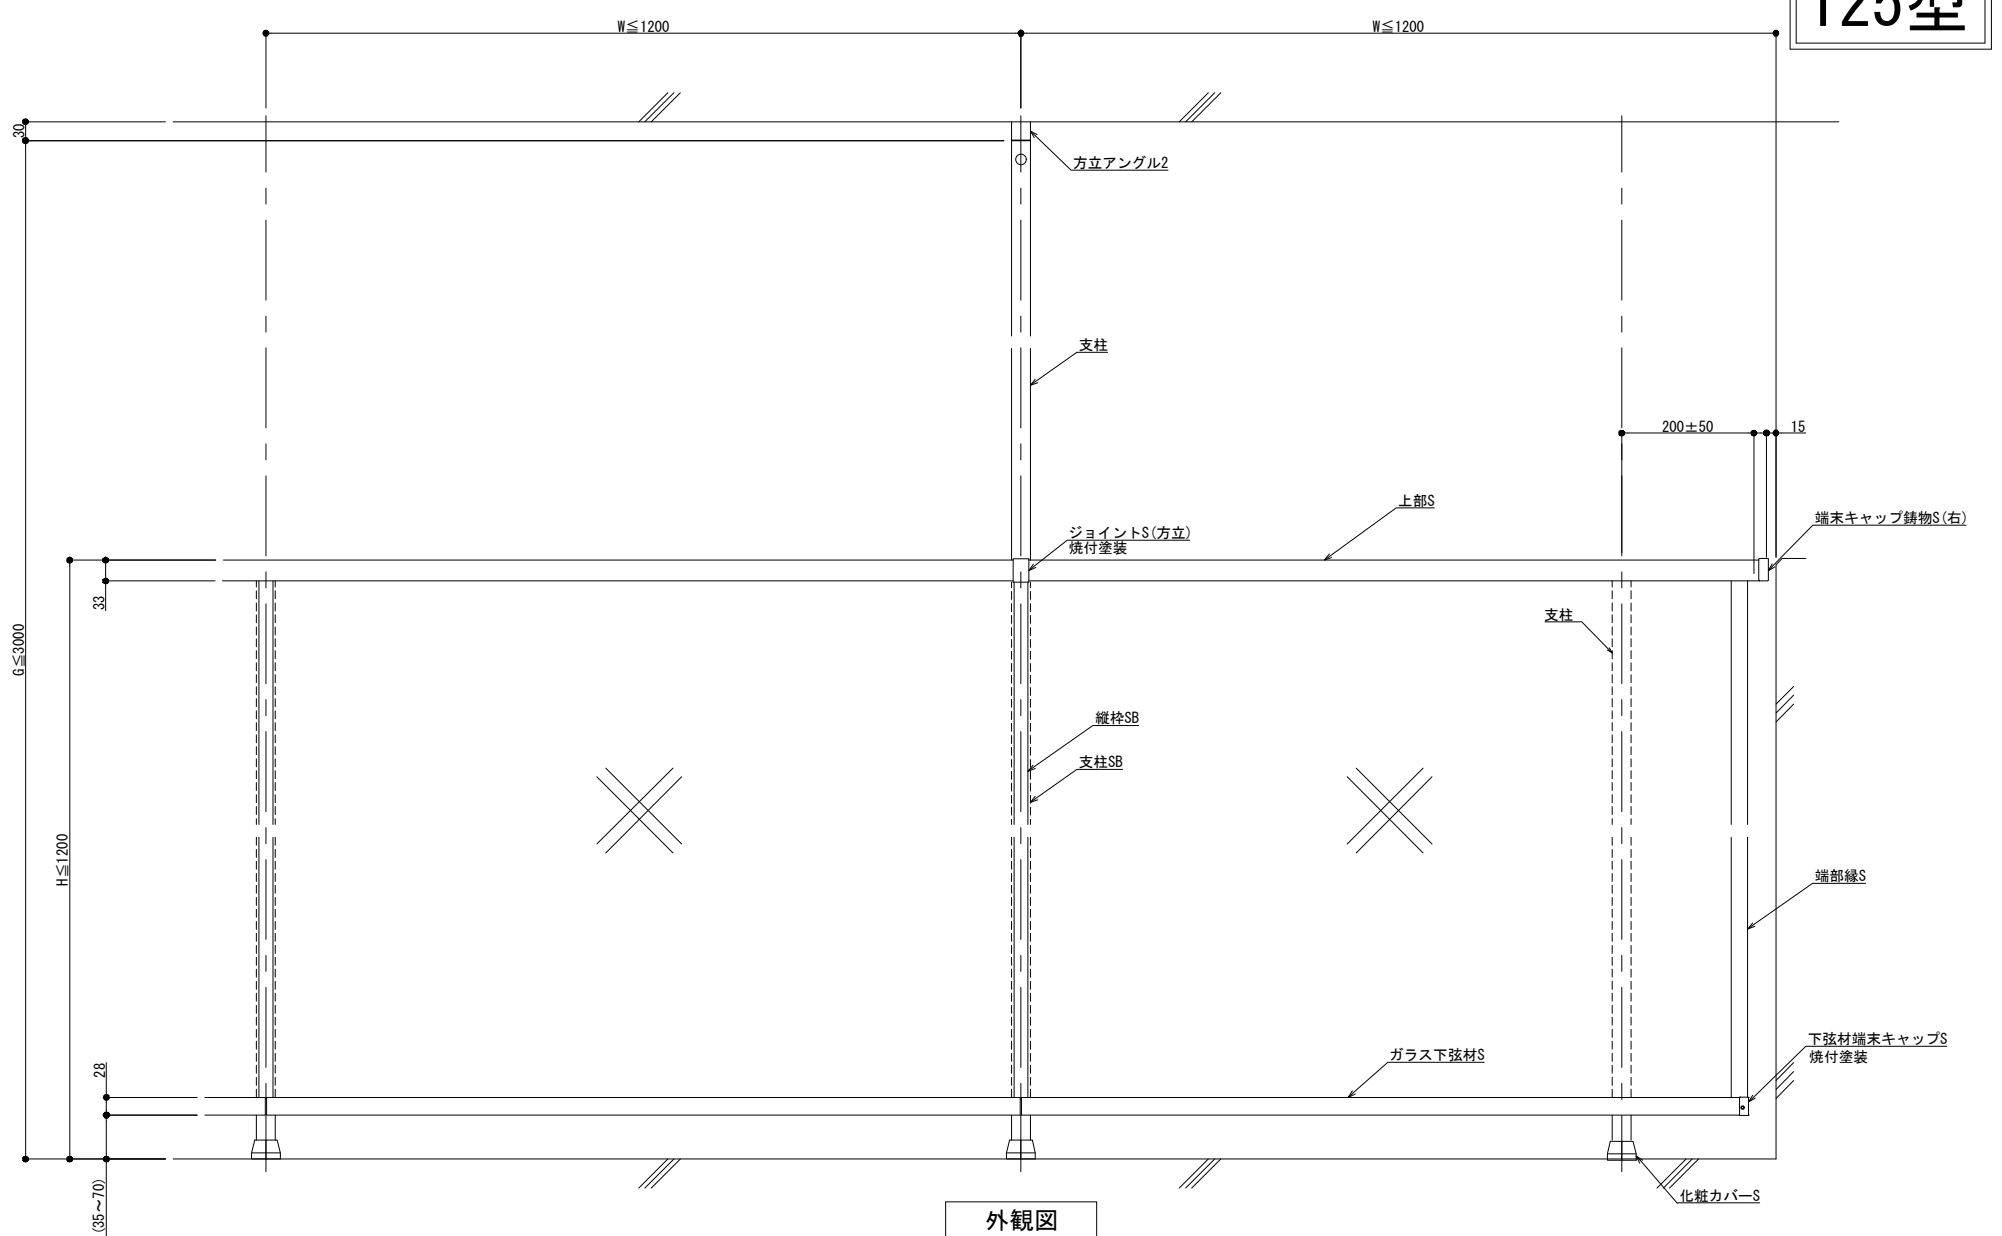 125型
W≦1200
W≦1200
30
方立アングル2
支柱
200±50
15
上部S
端末キャップ鋳物S(右)
ジョイントS(方立)
焼付塗装
33
支柱
G≦3000
縦枠SB
支柱SB
H≦1200
端部縁S
下弦材端末キャップS
焼付塗装
ガラス下弦材S
28
(35~70)
化粧カバーS
外観図